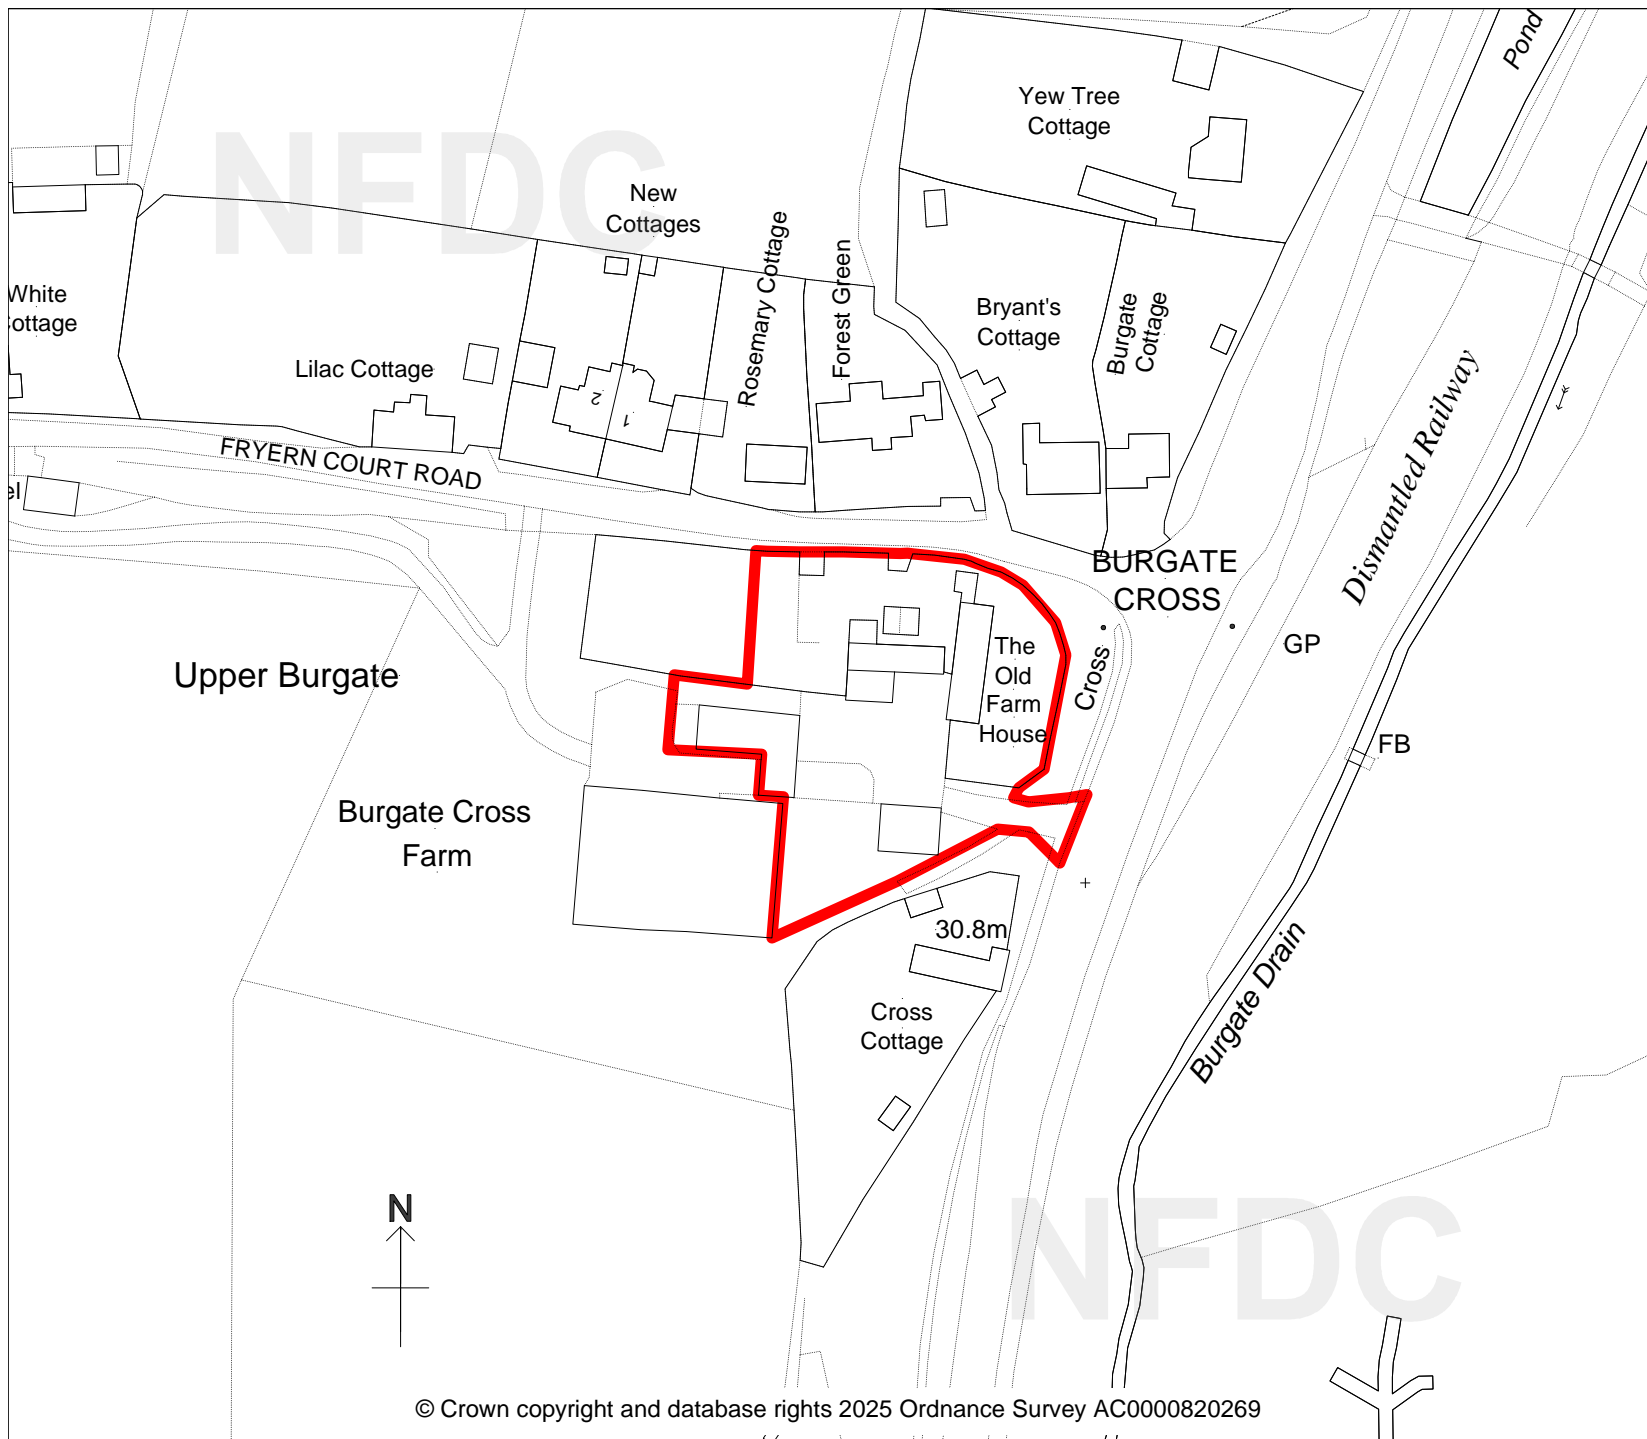 Pond
Yew Tree
Cottage
NFDC
New
Cottages
Rosemary Cottage
Forest Green
White
Bryant's
Cottage
Burgate
Cottage
Lilac Cottage
2
1
Dismantled Railway
FRYERN COURT ROAD
BURGATE
CROSS
The
Old
Farm
House
Cross
GP
Upper Burgate
FB
Burgate Cross
Farm
30.8m
Burgate Drain
Cross
Cottage
N
NFDC
© Crown copyright and database rights 2025 Ordnance Survey AC0000820269